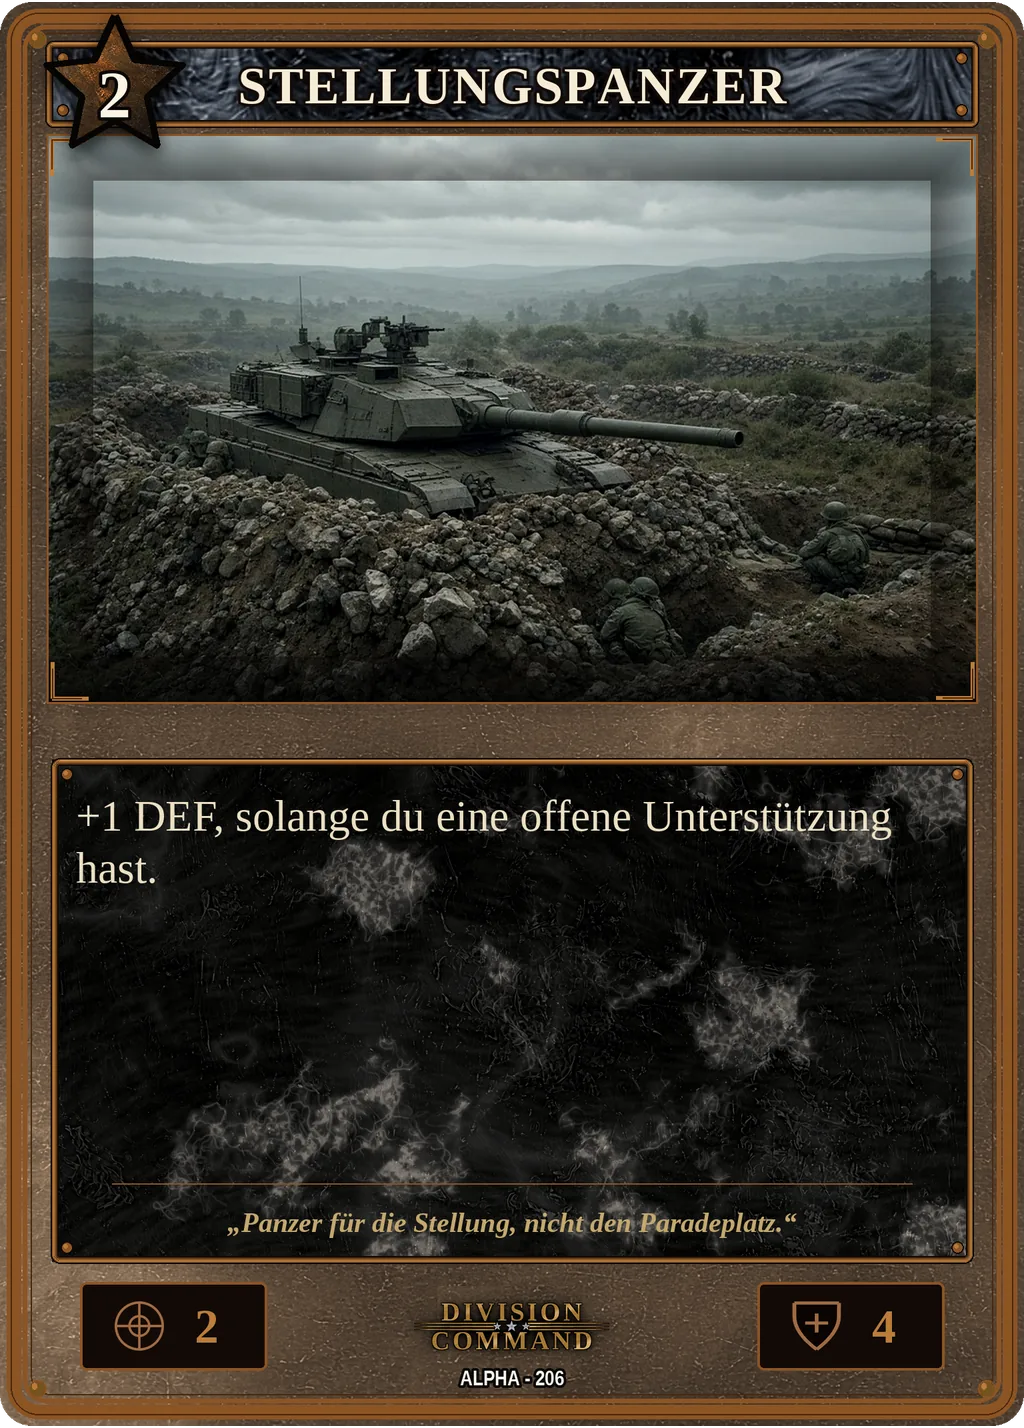 2
STELLUNGSPANZER
+1 DEF, solange du eine offene Unterstützung
hast.
„Panzer für die Stellung, nicht den Paradeplatz.“
2
DIVISION
COMMAND
4
ALPHA - 206